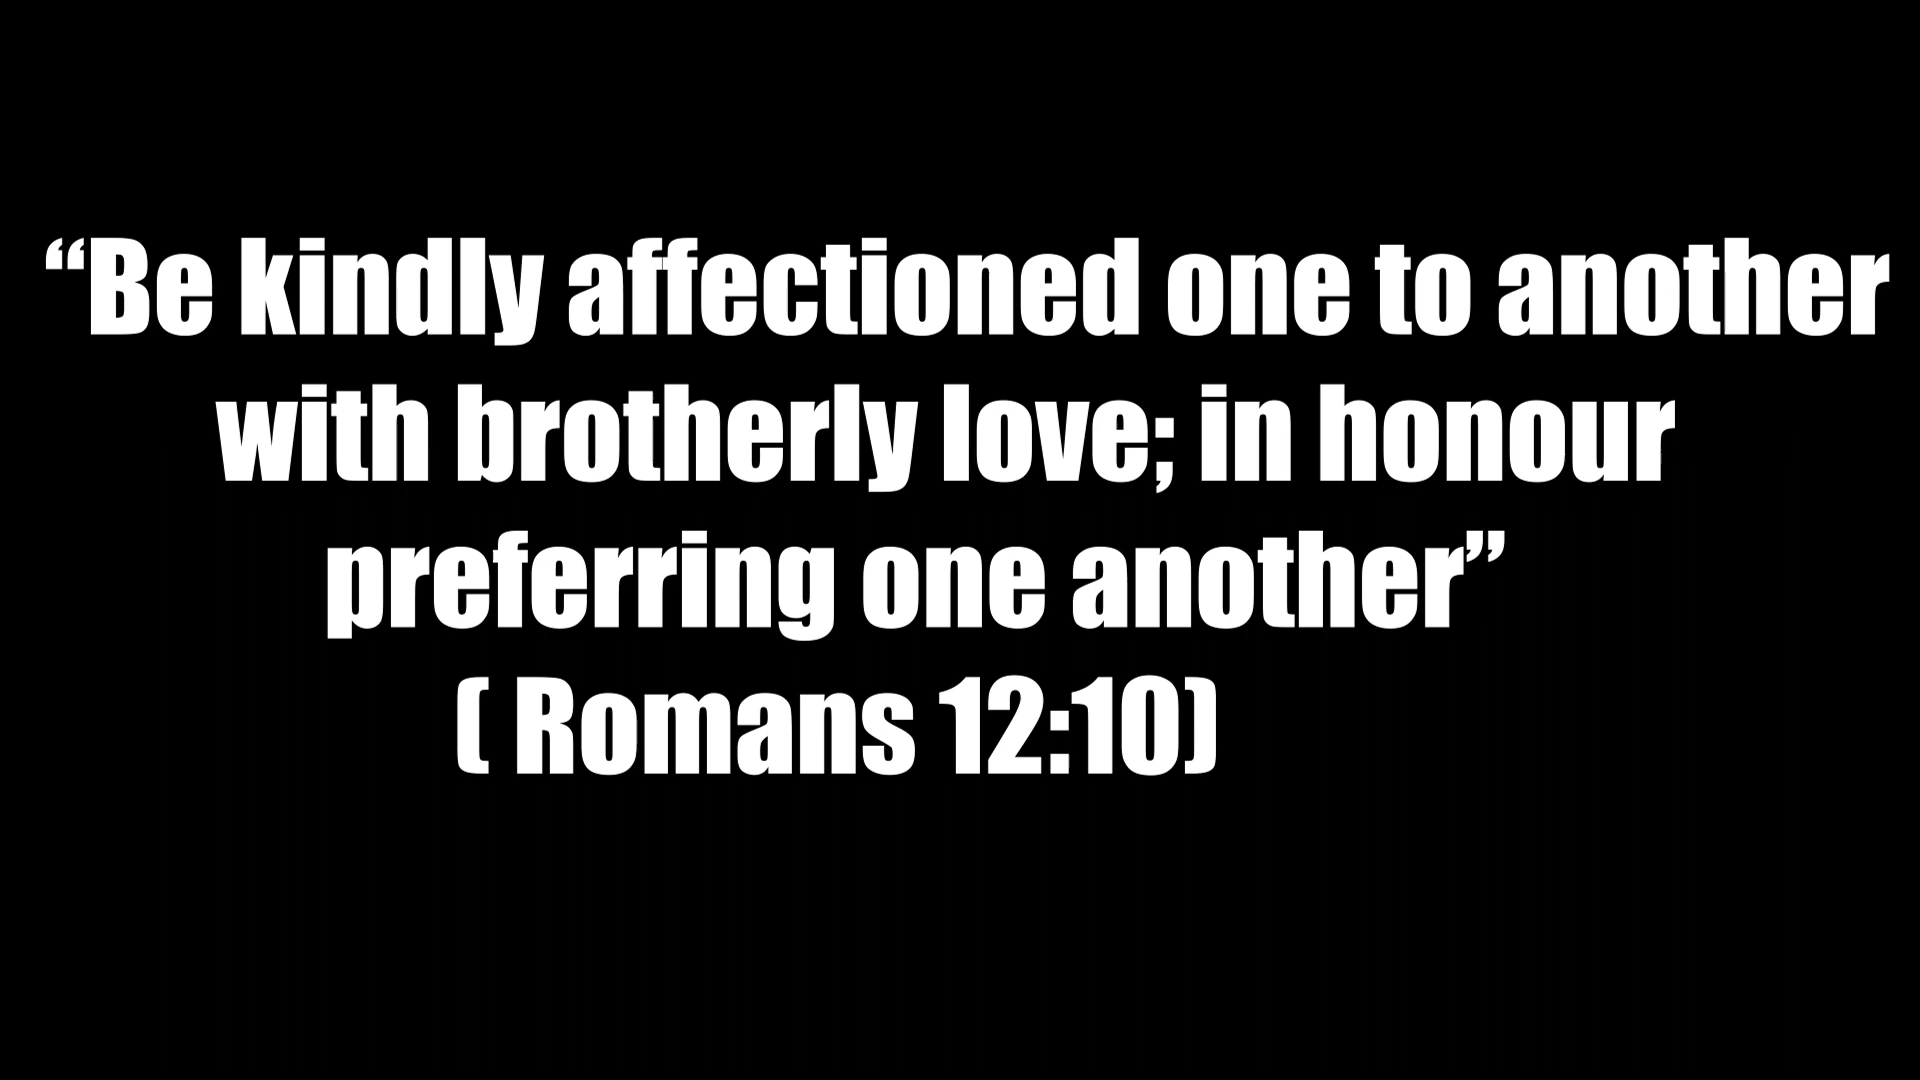 “Be kindly affectioned one to another
with brotherly love; in honour
preferring one another”
( Romans 12:10)